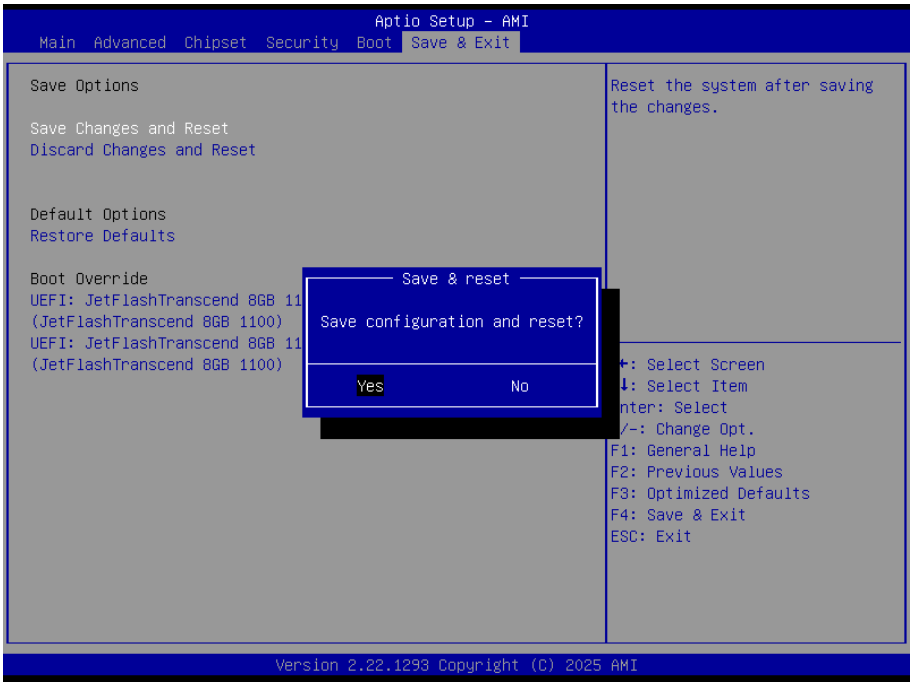 Aptio Setup – AMI
Main Advanced Chipset Security Boot Save & Exit
Save Options
Save Changes and Reset
Discard Changes and Reset
Default Options
Restore Defaults
Boot Override
UEFI: JetFlashTranscend 8GB 11
(JetFlashTranscend 8GB 1100)
UEFI: JetFlashTranscend 8GB 11
(JetFlashTranscend 8GB 1100)
Save & reset
Save configuration and reset?
Yes No
Reset the system after saving
the changes.
←: Select Screen
↓: Select Item
nter: Select
/-: Change Opt.
F1: General Help
F2: Previous Values
F3: Optimized Defaults
F4: Save & Exit
ESC: Exit
Version 2.22.1293 Copyright (C) 2025 AMI